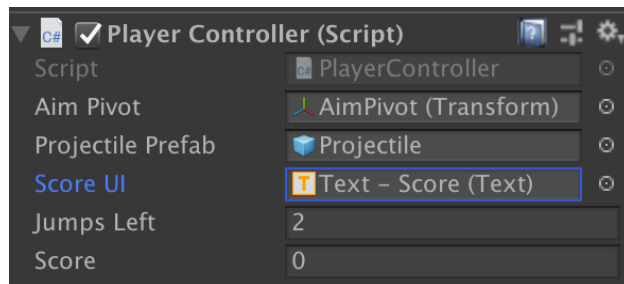 C# Player Controller (Script)
Script C# PlayerController
Aim Pivot AimPivot (Transform)
Projectile Prefab Projectile
Score UI T Text – Score (Text)
Jumps Left 2
Score 0